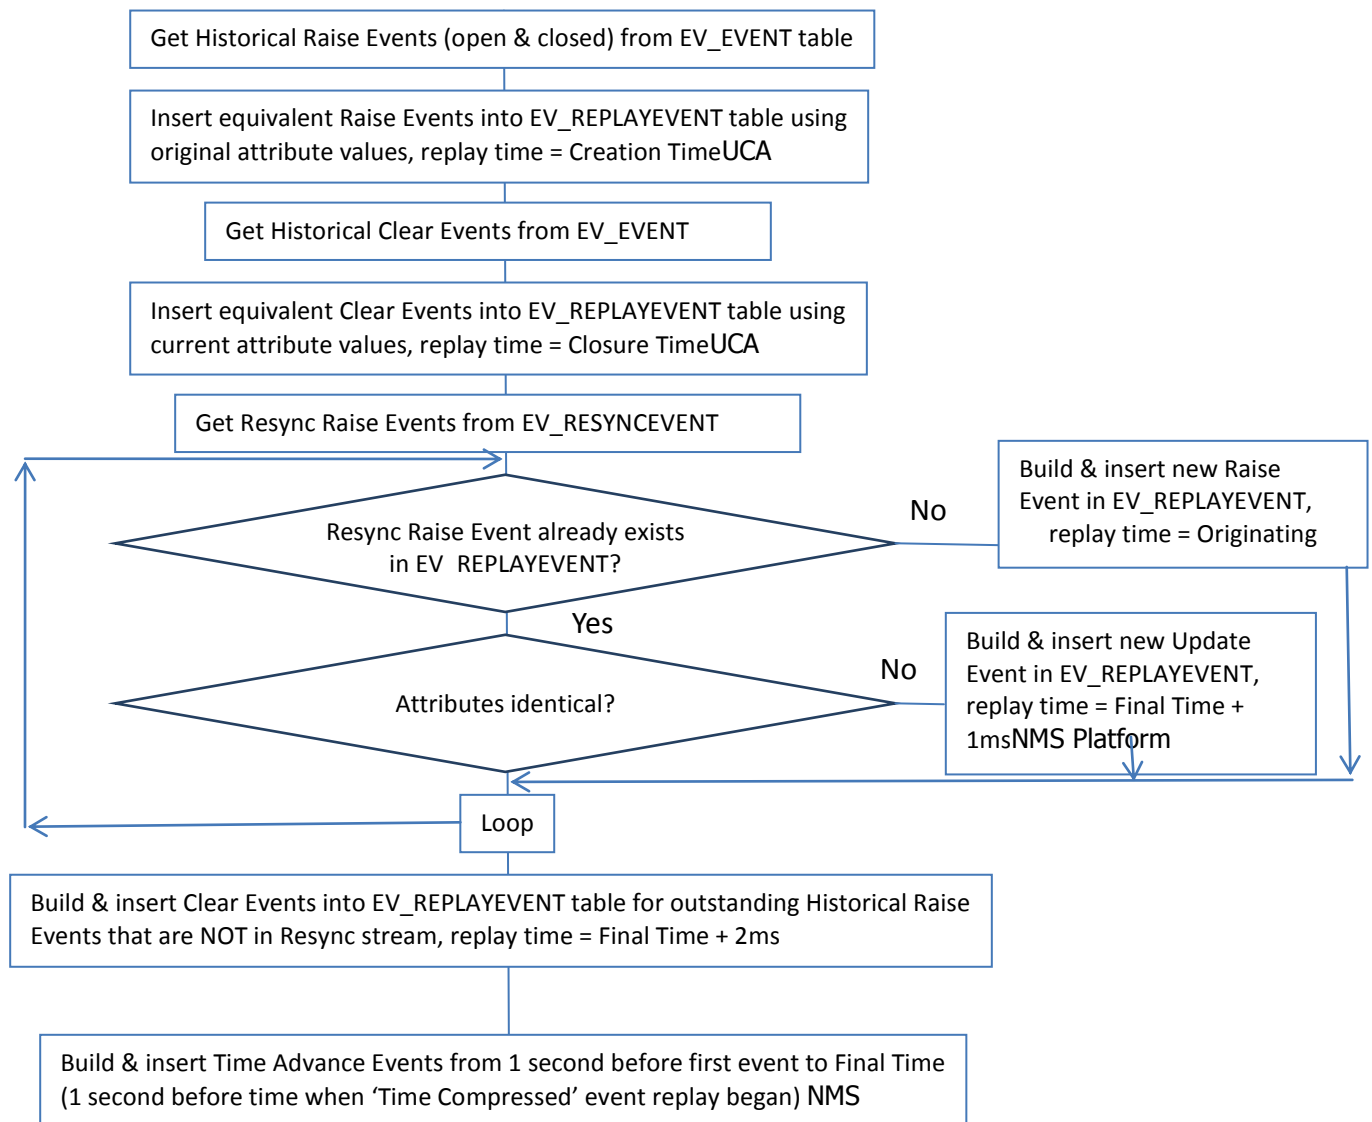 Get Historical Raise Events (open & closed) from EV_EVENT table
Insert equivalent Raise Events into EV_REPLAYEVENT table using
original attribute values, replay time = Creation TimeUCA
Get Historical Clear Events from EV_EVENT
Insert equivalent Clear Events into EV_REPLAYEVENT table using
current attribute values, replay time = Closure TimeUCA
Get Resync Raise Events from EV_RESYNCEVENT
Resync Raise Event already exists
in EV REPLAYEVENT?
No
Build & insert new Raise
Event in EV_REPLAYEVENT,
replay time = Originating
Yes
Attributes identical?
No
Build & insert new Update
Event in EV_REPLAYEVENT,
replay time = Final Time +
1msNMS Platform
Loop
Build & insert Clear Events into EV_REPLAYEVENT table for outstanding Historical Raise
Events that are NOT in Resync stream, replay time = Final Time + 2ms
Build & insert Time Advance Events from 1 second before first event to Final Time
(1 second before time when ‘Time Compressed’ event replay began) NMS